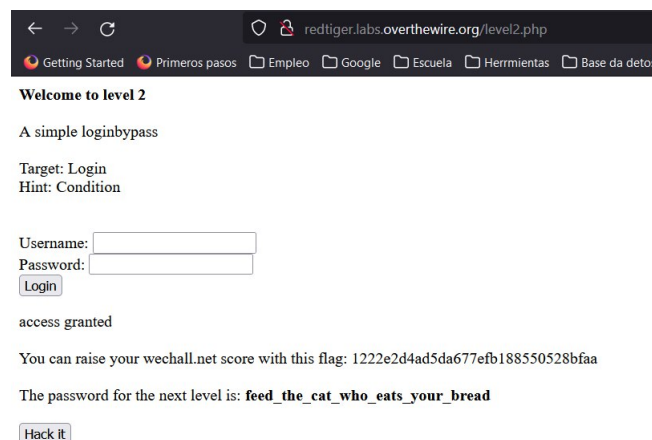 redtiger.labs.overthewire.org/level2.php
Getting Started Primeros pasos Empleo Google Escuela Herrmientas Base da detos
Welcome to level 2
A simple loginbypass
Target: Login
Hint: Condition
Username:
Password:
Login
access granted
You can raise your wechall.net score with this flag: 1222e2d4ad5da677efb188550528bfaa
The password for the next level is: feed_the_cat_who_eats_your_bread
Hack it